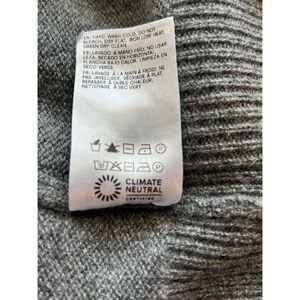 EN: HAND WASH COLD, DO NOT
BLEACH, DRY FLAT, IRON LOW HEAT,
GREEN DRY CLEAN.
ES: LAVADO A MANO FRÍO, NO USAR
LEJÍA, SECADO EN HORIZONTAL,
PLANCHA BAJO CALOR, LIMPIEZA EN
SECO VERDE
FR: LAVAGE À LA MAIN À FROID, NE
PAS JAVELLISER, SÉCHAGE À PLAT,
REPASSER À FAIBLE CHALEUR,
NETTOYAGE À SEC VERT
CLIMATE
NEUTRAL
CERTIFIED